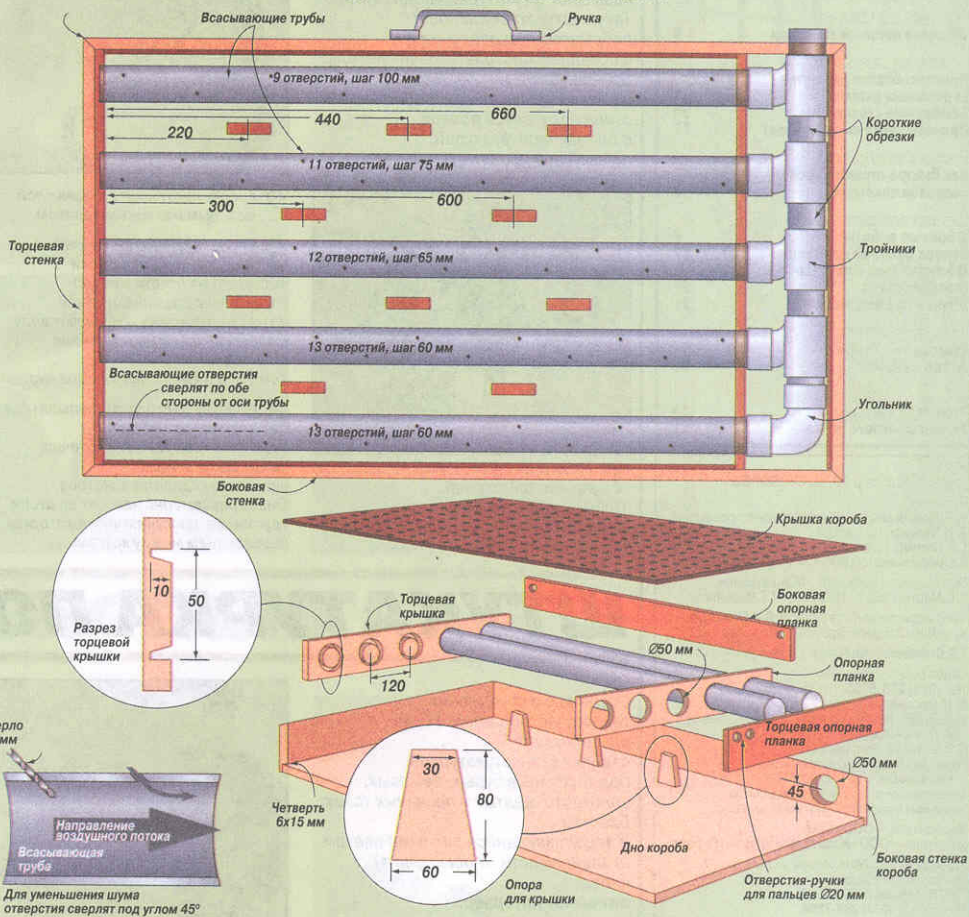 Всасывающие трубы
Ручка
9 отверстий, шаг 100 мм
660
440
220
Короткие
обрезки
11 отверстий, шаг 75 мм
600
300
Торцевая
стенка
12 отверстий, шаг 65 мм
Тройники
13 отверстий, шаг 60 мм
Всасывающие отверстия
сверлят по обе
стороны от оси трубы
Угольник
13 отверстий, шаг 60 мм
Боковая
стенка
Крышка короба
10
50
Разрез
торцевой
крышки
Торцевая
крышка
Боковая
опорная
планка
Ø50 мм
Опорная
планка
120
Торцевая опорная
планка
мм
30
80
60
Четверть
6х15 мм
Ø50 мм
45
Направление
воздушного потока
Всасывающая
труба
Дно короба
Боковая стенка
короба
Опора
для крышки
Отверстия-ручки
для пальцев Ø20 мм
Для уменьшения шума
отверстия сверлят под углом 45°